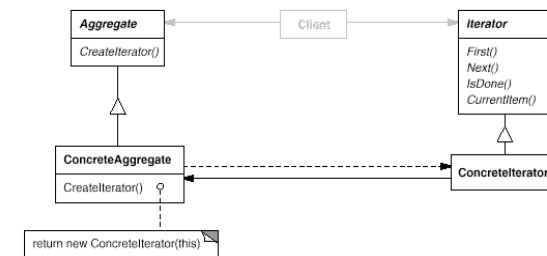 Aggregate
CreateIterator()
Client
Iterator
First()
Next()
IsDone()
CurrentItem()
ConcreteAggregate
CreateIterator()
ConcreteIterator
return new ConcreteIterator(this)